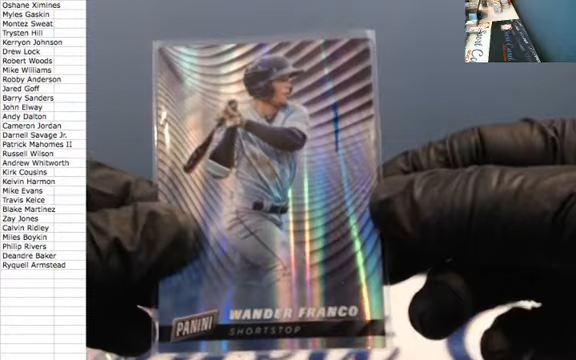 Oshane Ximines
Myles Gaskin
Montez Sweat
Trysten Hill
Kerryon Johnson
Drew Lock
Robert Woods
Mike Williams
Robby Anderson
Jared Goff
Barry Sanders
John Elway
Andy Dalton
Cameron Jordan
Darnell Savage Jr.
Patrick Mahomes II
Russell Wilson
Andrew Whitworth
Kirk Cousins
Kelvin Harmon
Mike Evans
Travis Kelce
Blake Martinez
Zay Jones
Calvin Ridley
Miles Boykin
Philip Rivers
Deandre Baker
Ryquell Armstead
WANDER FRANCO
PANINI
SHORTSTOP